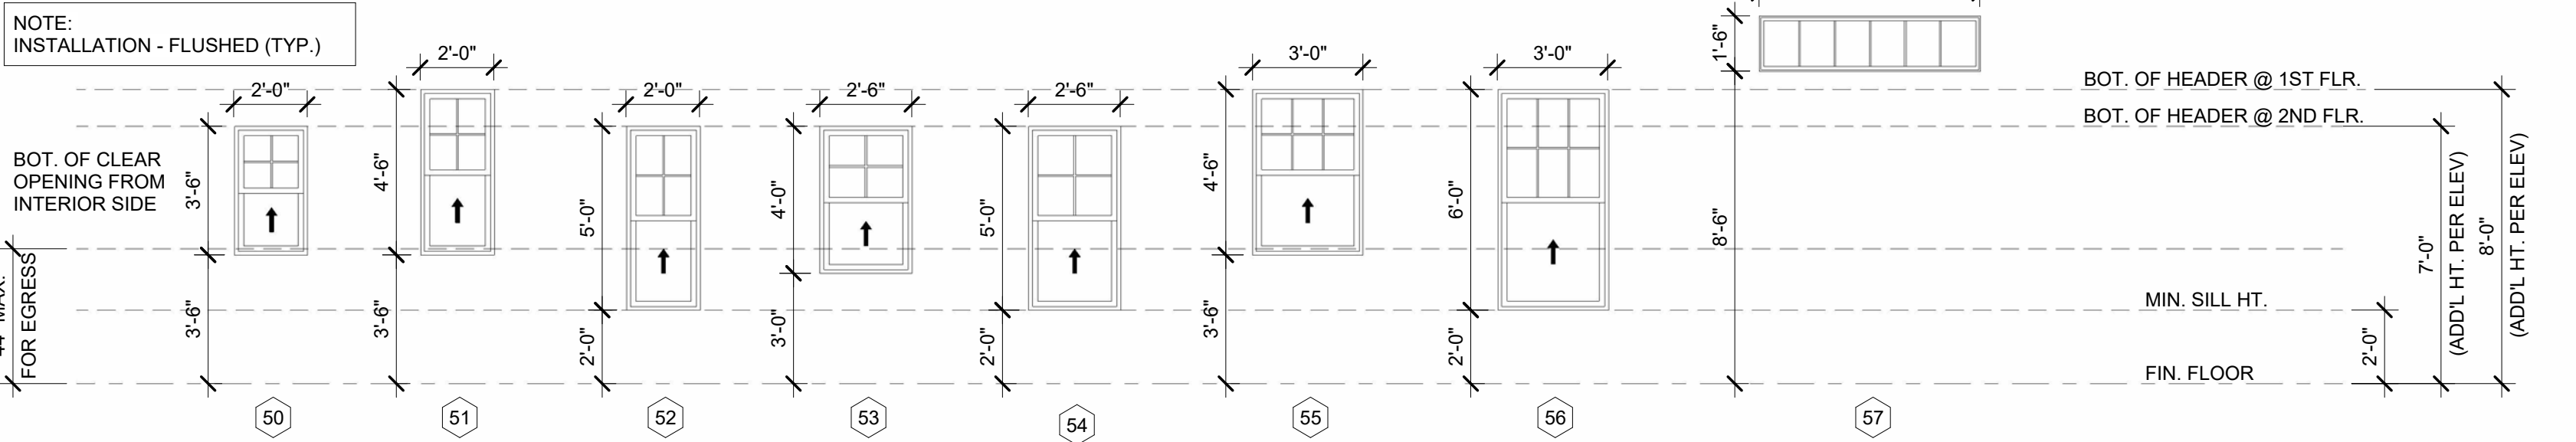 NOTE:
INSTALLATION - FLUSHED (TYP.)
BOT. OF CLEAR
OPENING FROM
INTERIOR SIDE
FOR EGRESS
2'-0"
3'-6"
3'-6"
50
2'-0"
4'-6"
3'-6"
51
2'-0"
5'-0"
2'-0"
52
2'-6"
4'-0"
3'-0"
53
2'-6"
5'-0"
2'-0"
54
3'-0"
4'-6"
3'-6"
55
3'-0"
6'-0"
2'-0"
56
1'-6"
8'-6"
57
BOT. OF HEADER @ 1ST FLR.
BOT. OF HEADER @ 2ND FLR.
MIN. SILL HT.
FIN. FLOOR
2'-0"
7'-0"
(ADD'L HT. PER ELEV)
8'-0"
(ADD'L HT. PER ELEV)